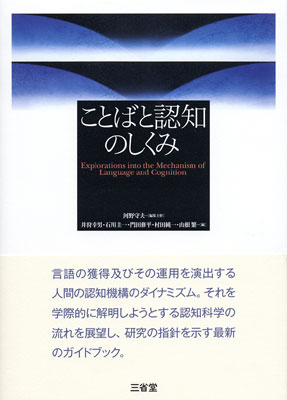 ことばと認知
のしくみ
Explorations into the Mechanism of
Language and Cognition
河野守夫=編集主幹
井狩幸男・石川圭一・門田修平・村田純一・山根繁=編
言語の獲得及びその運用を演出する
人間の認知機構のダイナミズム。それを
学際的に解明しようとする認知科学の
流れを展望し、研究の指針を示す最新
のガイドブック。
三省堂